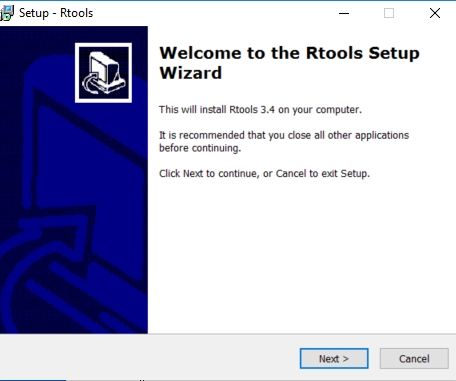 Setup - Rtools
Welcome to the Rtools Setup
Wizard
This will install Rtools 3.4 on your computer.
It is recommended that you close all other applications
before continuing.
Click Next to continue, or Cancel to exit Setup.
Next >
Cancel